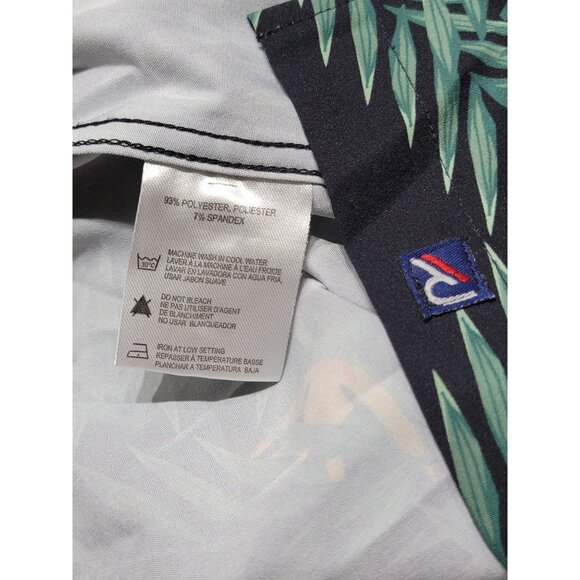 93% POLYESTER, POLIESTER
7% SPANDEX
30°C
MACHINE WASH IN COOL WATER
LAVER À LA MACHINE À L'EAU FROIDE
LAVAR EN LAVADORA CON AGUA FRIA,
USAR JABON SUAVE
DO NOT BLEACH
NE PAS UTILISER D'AGENT
DE BLANCHIMENT
NO USAR BLANQUEADOR
IRON AT LOW SETTING
REPASSER À TEMPÉRATURE BASSE
PLANCHAR A TEMPERATURA BAJA